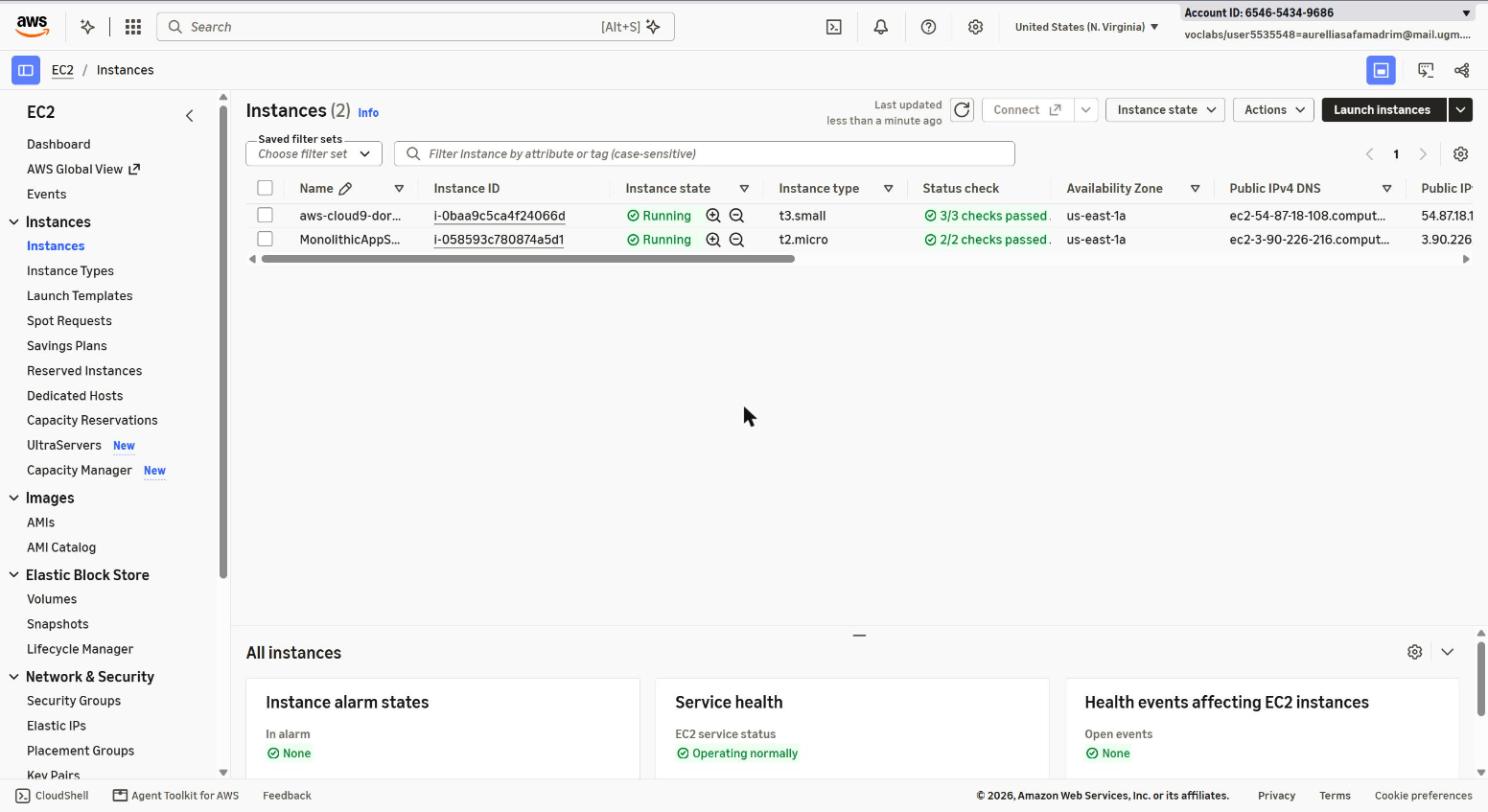 aws
Search
[Alt+S]
United States (N. Virginia)
Account ID: 6546-5434-9686
voclabs/user5535548=aurelliasafamadrim@mail.ugm....
EC2 / Instances
EC2
Dashboard
AWS Global View
Events
Instances
Instances
Instance Types
Launch Templates
Spot Requests
Savings Plans
Reserved Instances
Dedicated Hosts
Capacity Reservations
UltraServers New
Capacity Manager New
Images
AMIs
AMI Catalog
Elastic Block Store
Volumes
Snapshots
Lifecycle Manager
Network & Security
Security Groups
Elastic IPs
Placement Groups
Key Pairs
Instances (2) Info
Last updated
less than a minute ago
Connect
Instance state
Actions
Launch instances
Saved filter sets
Choose filter set
Filter Instance by attribute or tag (case-sensitive)
1
Name Instance ID Instance state Instance type Status check Availability Zone Public IPv4 DNS Public IP
aws-cloud9-dor... i-0baa9c5ca4f24066d Running t3.small 3/3 checks passed us-east-1a ec2-54-87-18-108.comput... 54.87.18.1
MonolithicAppS... i-058593c780874a5d1 Running t2.micro 2/2 checks passed us-east-1a ec2-3-90-226-216.comput... 3.90.226
All instances
Instance alarm states
In alarm
None
Service health
EC2 service status
Operating normally
Health events affecting EC2 instances
Open events
None
CloudShell Agent Toolkit for AWS Feedback © 2026, Amazon Web Services, Inc. or its affiliates. Privacy Terms Cookie preferences